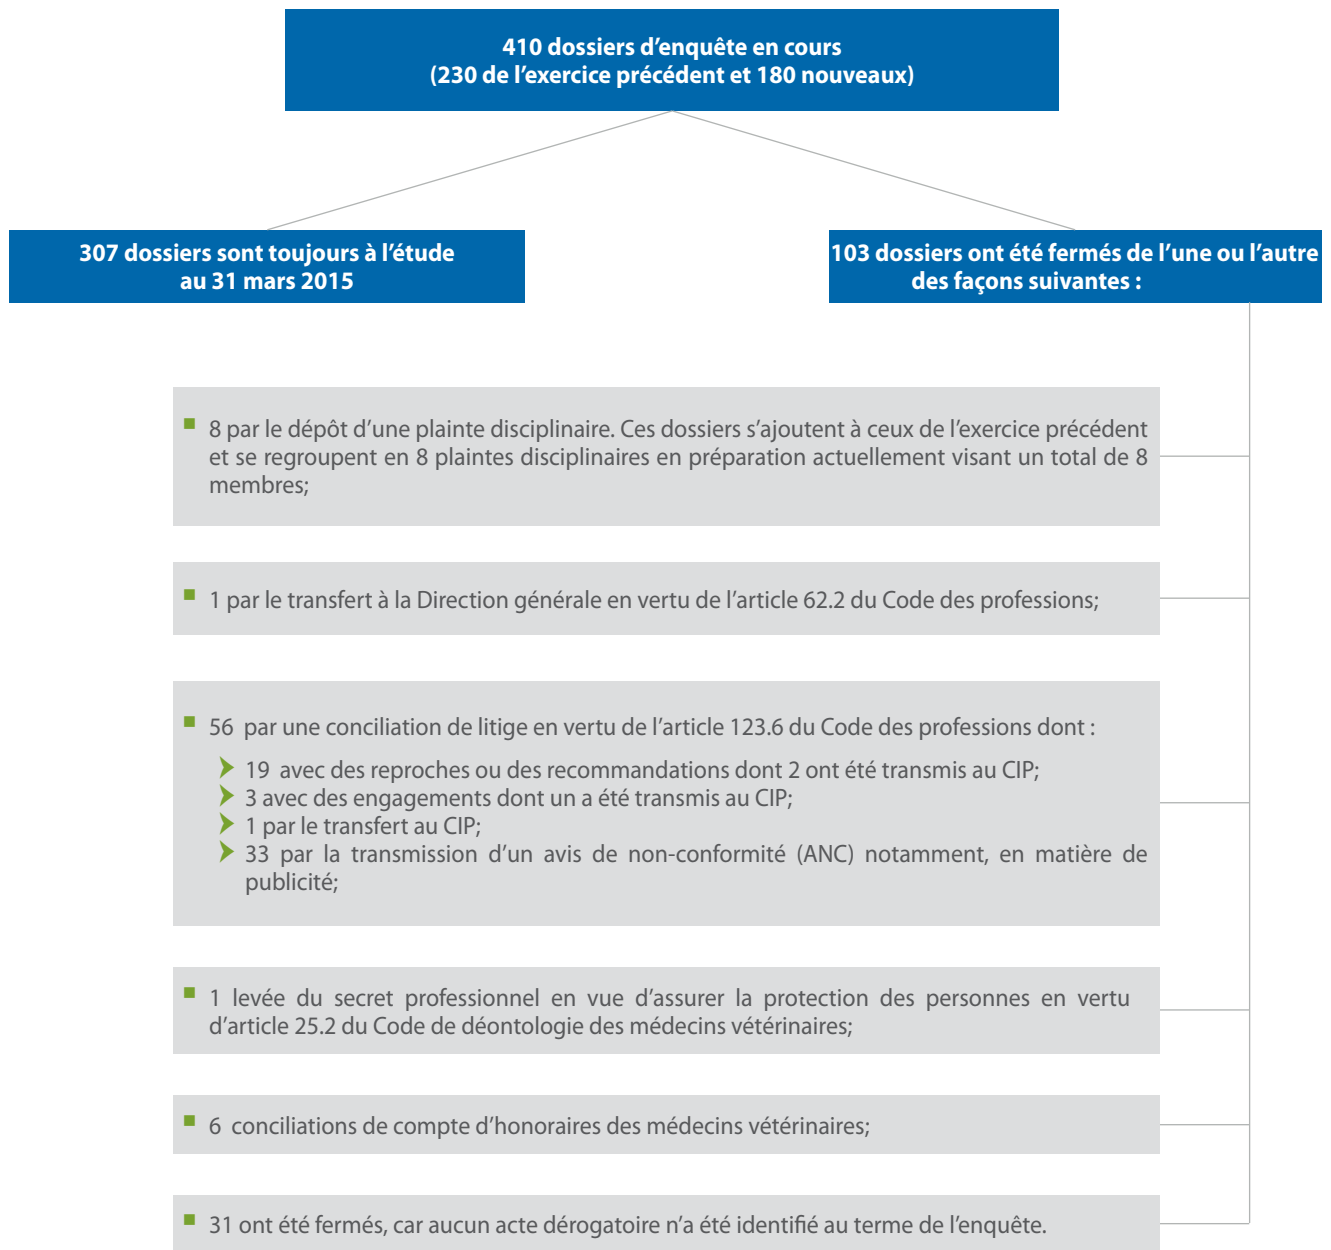 410 dossiers d’enquête en cours
(230 de l’exercice précédent et 180 nouveaux)
307 dossiers sont toujours à l’étude
au 31 mars 2015
103 dossiers ont été fermés de l’une ou l’autre
des façons suivantes :
8 par le dépôt d’une plainte disciplinaire. Ces dossiers s’ajoutent à ceux de l’exercice précédent
et se regroupent en 8 plaintes disciplinaires en préparation actuellement visant un total de 8
membres;
1 par le transfert à la Direction générale en vertu de l’article 62.2 du Code des professions;
56 par une conciliation de litige en vertu de l’article 123.6 du Code des professions dont :
19 avec des reproches ou des recommandations dont 2 ont été transmis au CIP;
3 avec des engagements dont un a été transmis au CIP;
1 par le transfert au CIP;
33 par la transmission d’un avis de non-conformité (ANC) notamment, en matière de
publicité;
1 levée du secret professionnel en vue d’assurer la protection des personnes en vertu
d’article 25.2 du Code de déontologie des médecins vétérinaires;
6 conciliations de compte d’honoraires des médecins vétérinaires;
31 ont été fermés, car aucun acte dérogatoire n’a été identifié au terme de l’enquête.